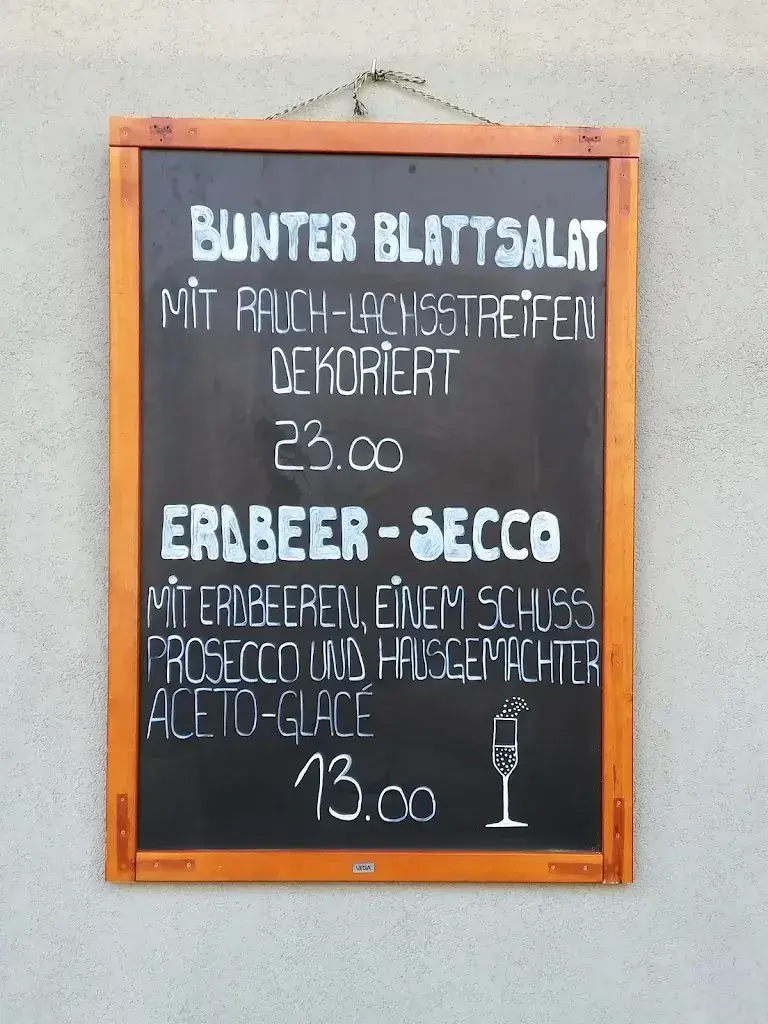 BUNTER BLATTSALAT
MIT RAUCH-LACHSSTREIFEN
DEKORIERT
23.00
ERDBEER-SECCO
MIT ERDBEEREN, EINEM SCHUSS
PROSECCO UND HAUSGEMACHTER
ACETO-GLACÉ
13.00
VEGA